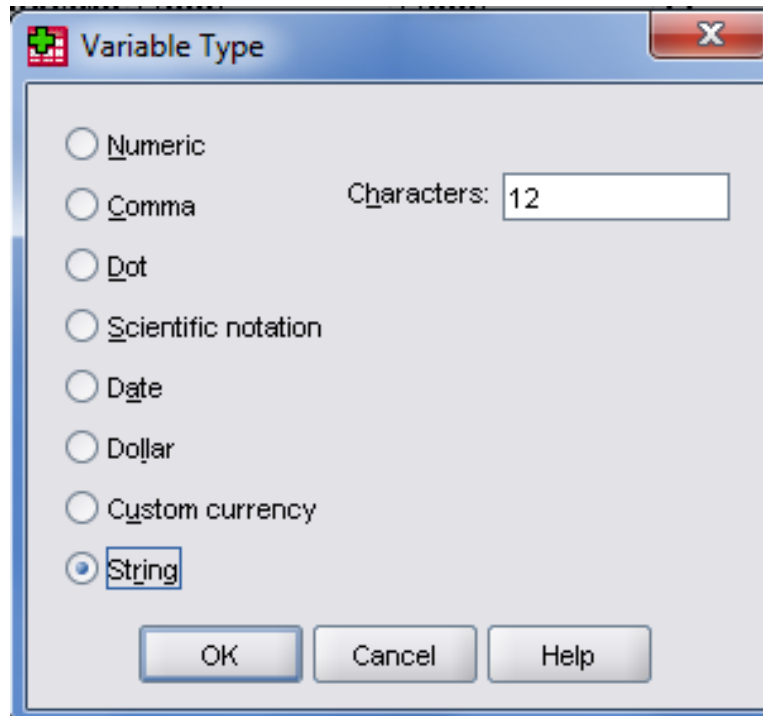 Variable Type
Numeric
Comma
Characters: 12
Dot
Scientific notation
Date
Dollar
Custom currency
String
OK Cancel Help